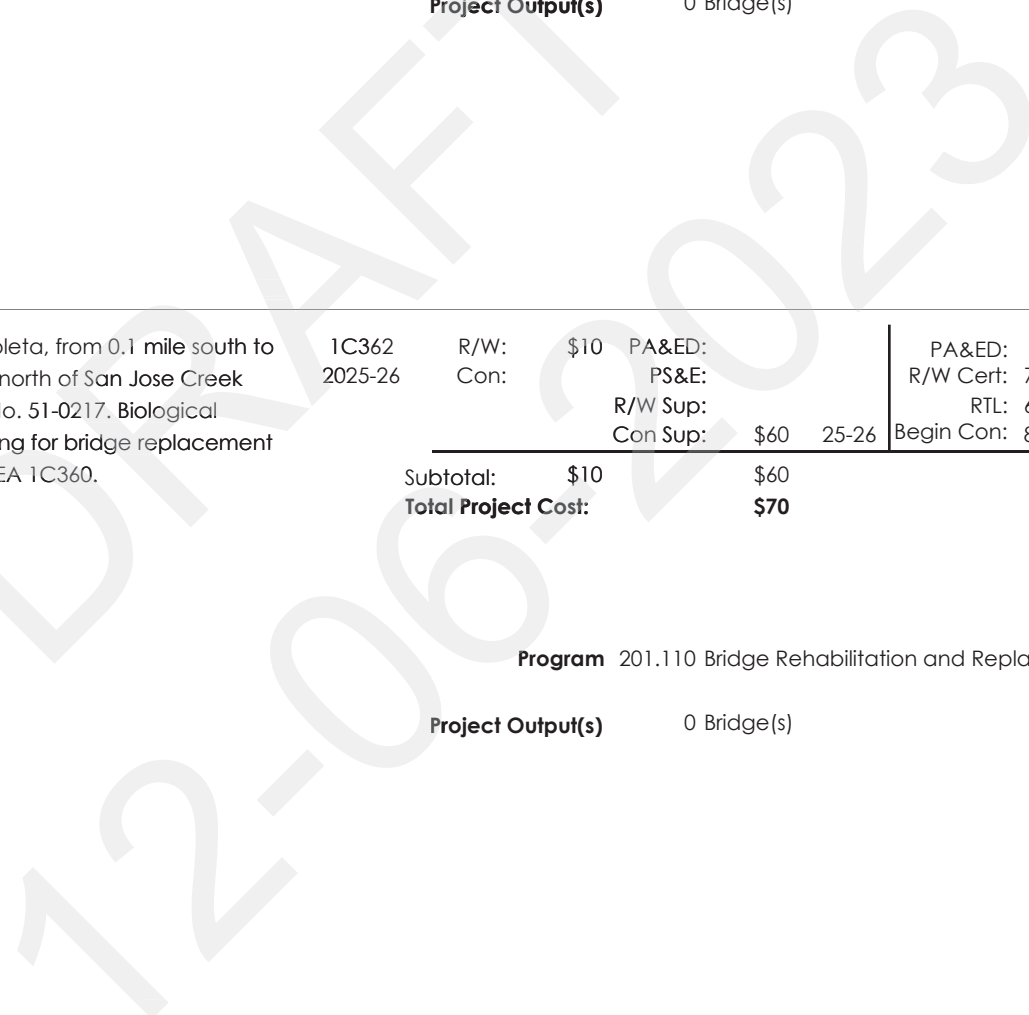 Project Output(s) 0 Bridge(s)
from 0.1 mile south to 1C362 R/W: $10 PA&ED: PA&ED:
north of San Jose Creek 2025-26 Con: PS&E: R/W Cert: 7
51-0217. Biological R/W Sup: RTL: 6
for bridge replacement Con Sup: $60 25-26 Begin Con: 8
EA 1C360. Subtotal: $10 $60
Total Project Cost: $70
Program 201.110 Bridge Rehabilitation and
Project Output(s) 0 Bridge(s)
DRAFT
12-06-2023